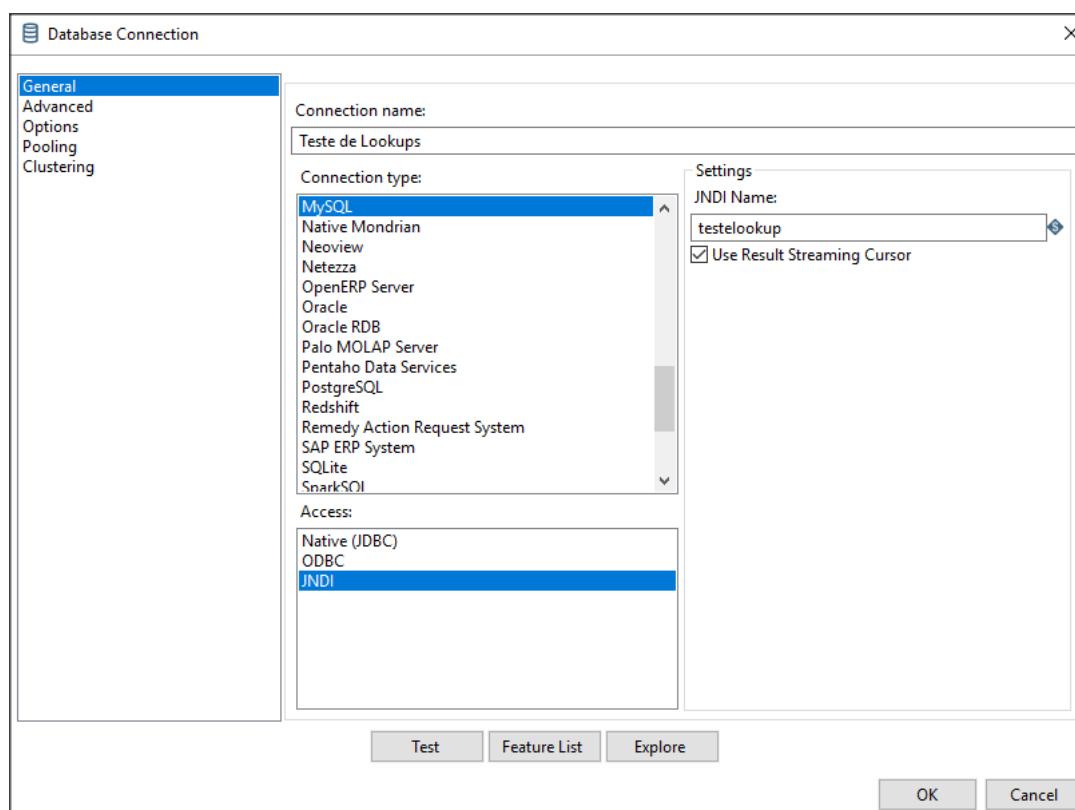 Database Connection
General
Advanced
Options
Pooling
Clustering
Connection name:
Teste de Lookups
Connection type:
MySQL
Native Mondrian
Neoview
Netezza
OpenERP Server
Oracle
Oracle RDB
Palo MOLAP Server
Pentaho Data Services
PostgreSQL
Redshift
Remedy Action Request System
SAP ERP System
SQLite
SparkSQL
Access:
Native (JDBC)
ODBC
JNDI
Settings
JNDI Name:
testelookup
S
Use Result Streaming Cursor
Test
Feature List
Explore
OK
Cancel